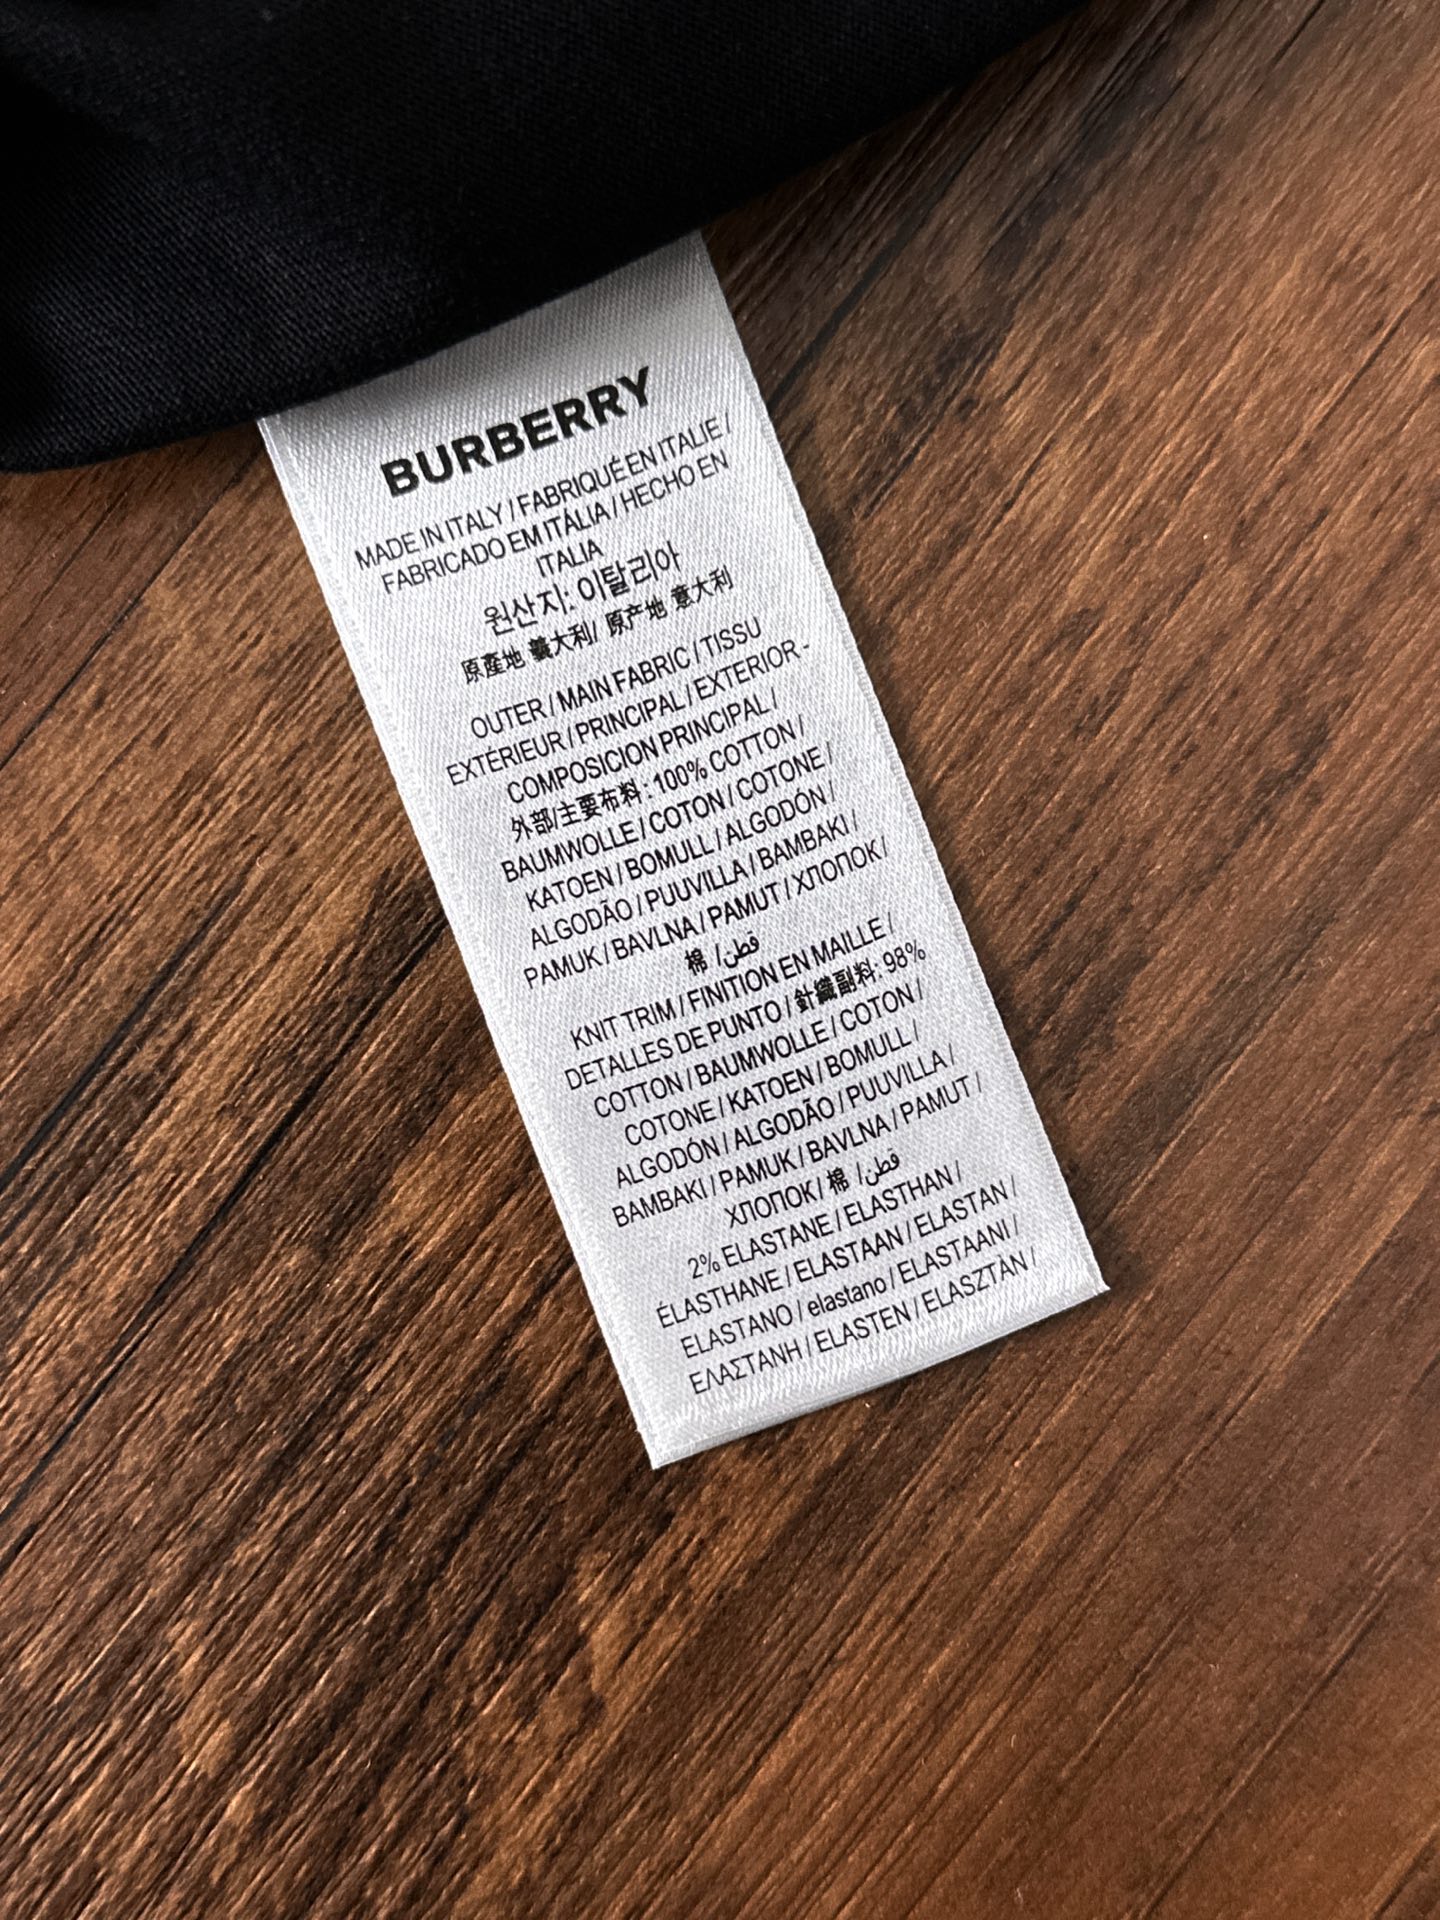 BURBERRY
MADE IN ITALY / FABRIQUÉ EN ITALIE /
FABRICADO EM ITÁLIA / HECHO EN
ITALIA
원산지: 이탈리아
原產地 義大利/ 原产地 意大利
OUTER / MAIN FABRIC / TISSU
EXTÉRIEUR / PRINCIPAL / EXTERIOR -
COMPOSICION PRINCIPAL /
外部/主要布料: 100% COTTON /
BAUMWOLLE / COTON / COTONE /
KATOEN / BOMULL / ALGODÓN /
ALGODÃO / PUUVILLA / BAMBAKI /
PAMUK / BAVLNA / PAMUT / ХЛОПОК /
棉 /قطن
KNIT TRIM / FINITION EN MAILLE /
DETALLES DE PUNTO / 針織副料: 98%
COTTON / BAUMWOLLE / COTON /
COTONE / KATOEN / BOMULL /
ALGODÓN / ALGODÃO / PUUVILLA /
BAMBAKI / PAMUK / BAVLNA / PAMUT /
ХЛОПОК / 棉 /قطن
2% ELASTANE / ELASTHAN /
ÉLASTHANE / ELASTAAN / ELASTAN /
ELASTANO / elastano / ELASTAANI /
ΕΛΑΣΤΑΝΗ / ELASTEN / ELASZTÁN /